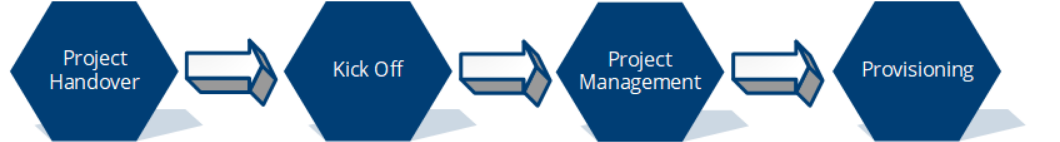 Project
Handover
Kick Off
Project
Management
Provisioning